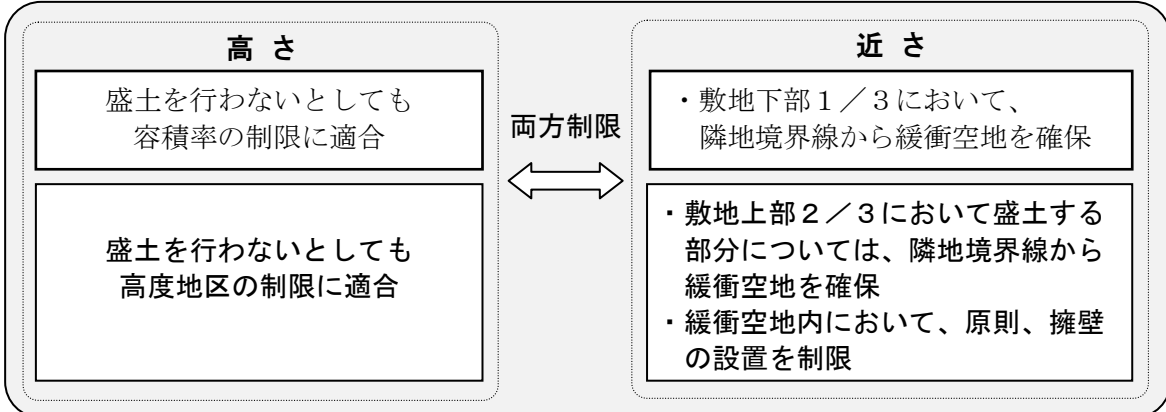 高 さ
盛土を行わないとしても
容積率の制限に適合
盛土を行わないとしても
高度地区の制限に適合
両方制限
近 さ
・敷地下部１／３において、
隣地境界線から緩衝空地を確保
・敷地上部２／３において盛土する
部分については、隣地境界線から
緩衝空地を確保
・緩衝空地内において、原則、擁壁
の設置を制限